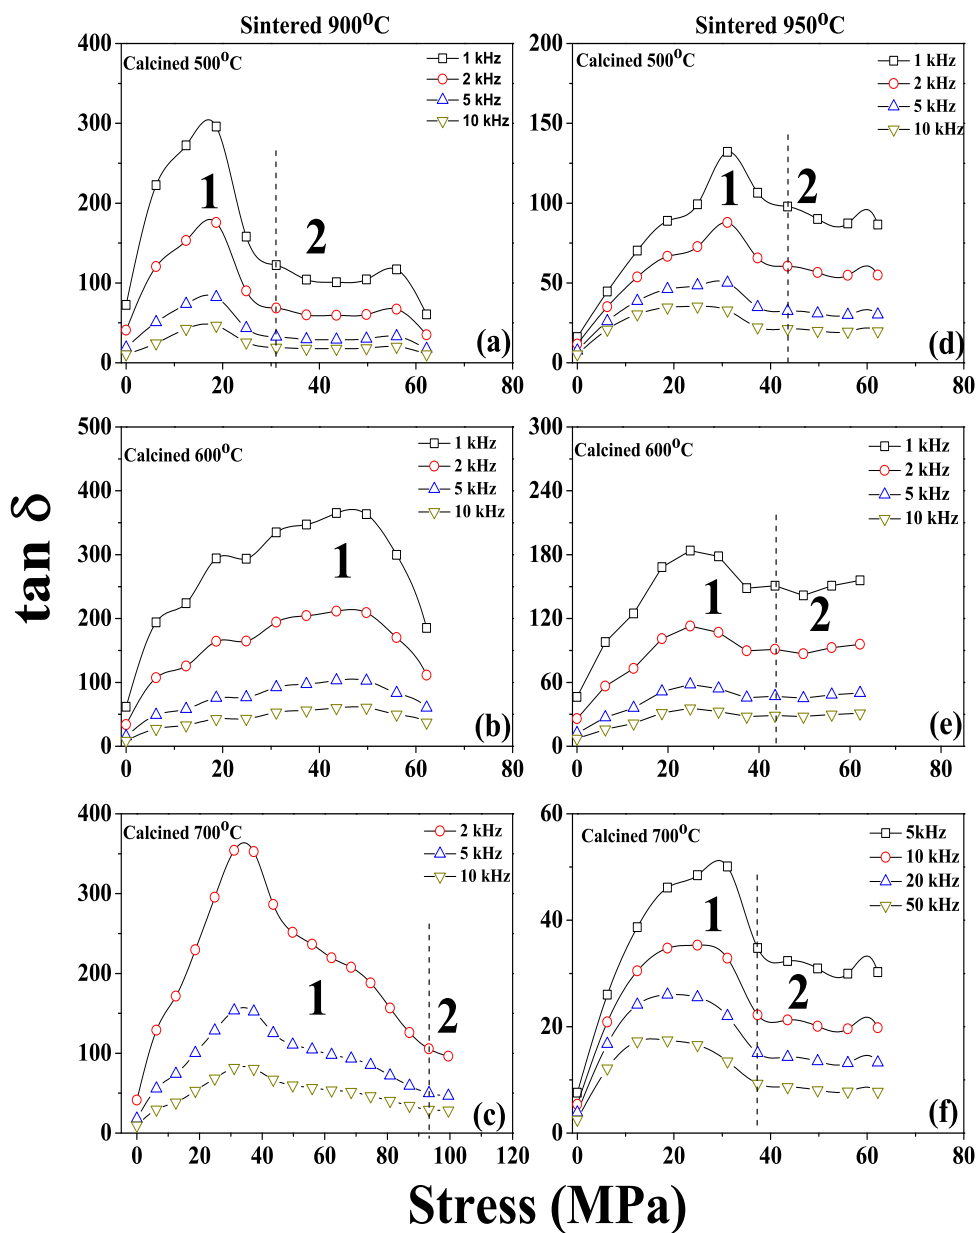 Sintered 900⁰C
Sintered 950⁰C
tan δ
400
300
200
100
0
0 20 40 60 80
Calcined 500⁰C
1 kHz
2 kHz
5 kHz
10 kHz
1
2
(a)
200
150
100
50
0
0 20 40 60 80
Calcined 500⁰C
1 kHz
2 kHz
5 kHz
10 kHz
1
2
(d)
500
400
300
200
100
0
0 20 40 60 80
Calcined 600⁰C
1 kHz
2 kHz
5 kHz
10 kHz
1
(b)
300
240
180
120
60
0
0 20 40 60 80
Calcined 600⁰C
1 kHz
2 kHz
5 kHz
10 kHz
1
2
(e)
400
300
200
100
0
0 20 40 60 80 100 120
Calcined 700⁰C
2 kHz
5 kHz
10 kHz
1
2
(c)
60
40
20
0
0 20 40 60 80
Calcined 700⁰C
5kHz
10 kHz
20 kHz
50 kHz
1
2
(f)
Stress (MPa)